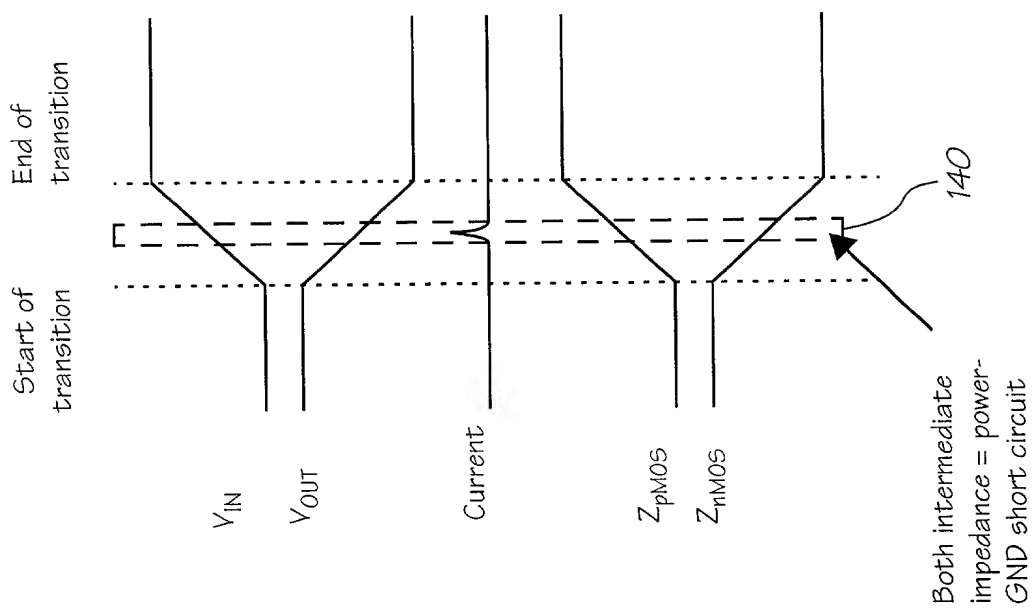 Start of
transition
End of
transition
V_IN
V_OUT
Current
Z_pMOS
Z_nMOS
140
Both intermediate
impedance = power-
GND short circuit